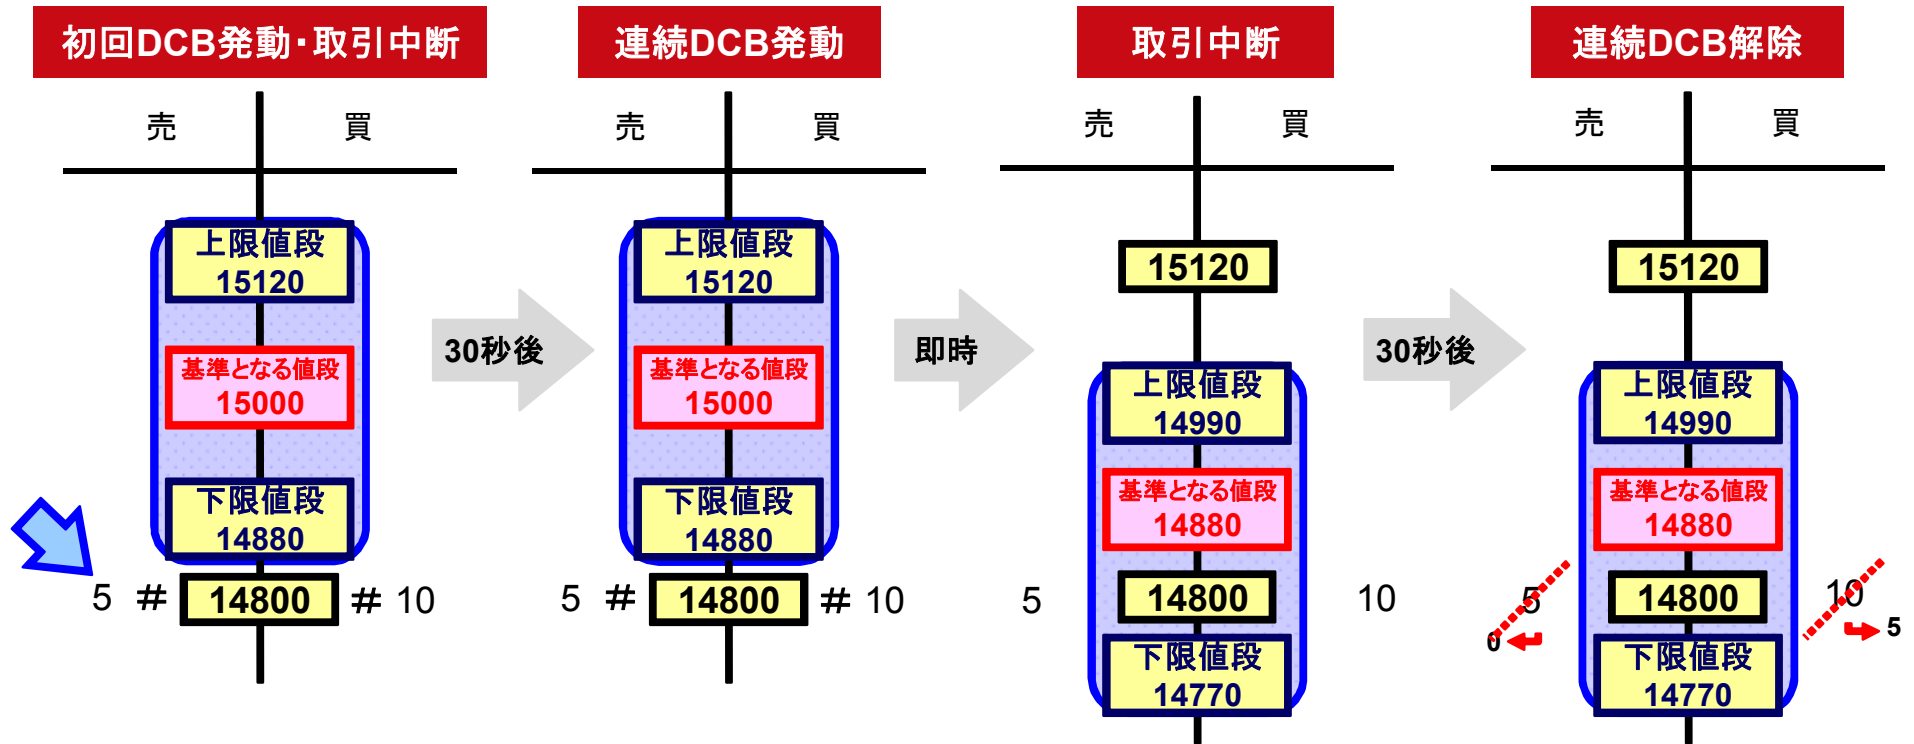 初回DCB発動・取引中断
売 買
上限値段
15120
基準となる値段
15000
下限値段
14880
5 # 14800 # 10
30秒後
連続DCB発動
売 買
上限値段
15120
基準となる値段
15000
下限値段
14880
5 # 14800 # 10
即時
取引中断
売 買
15120
上限値段
14990
基準となる値段
14880
5 14800 10
下限値段
14770
30秒後
連続DCB解除
売 買
15120
上限値段
14990
基準となる値段
14880
5 14800 10
0 5
下限値段
14770